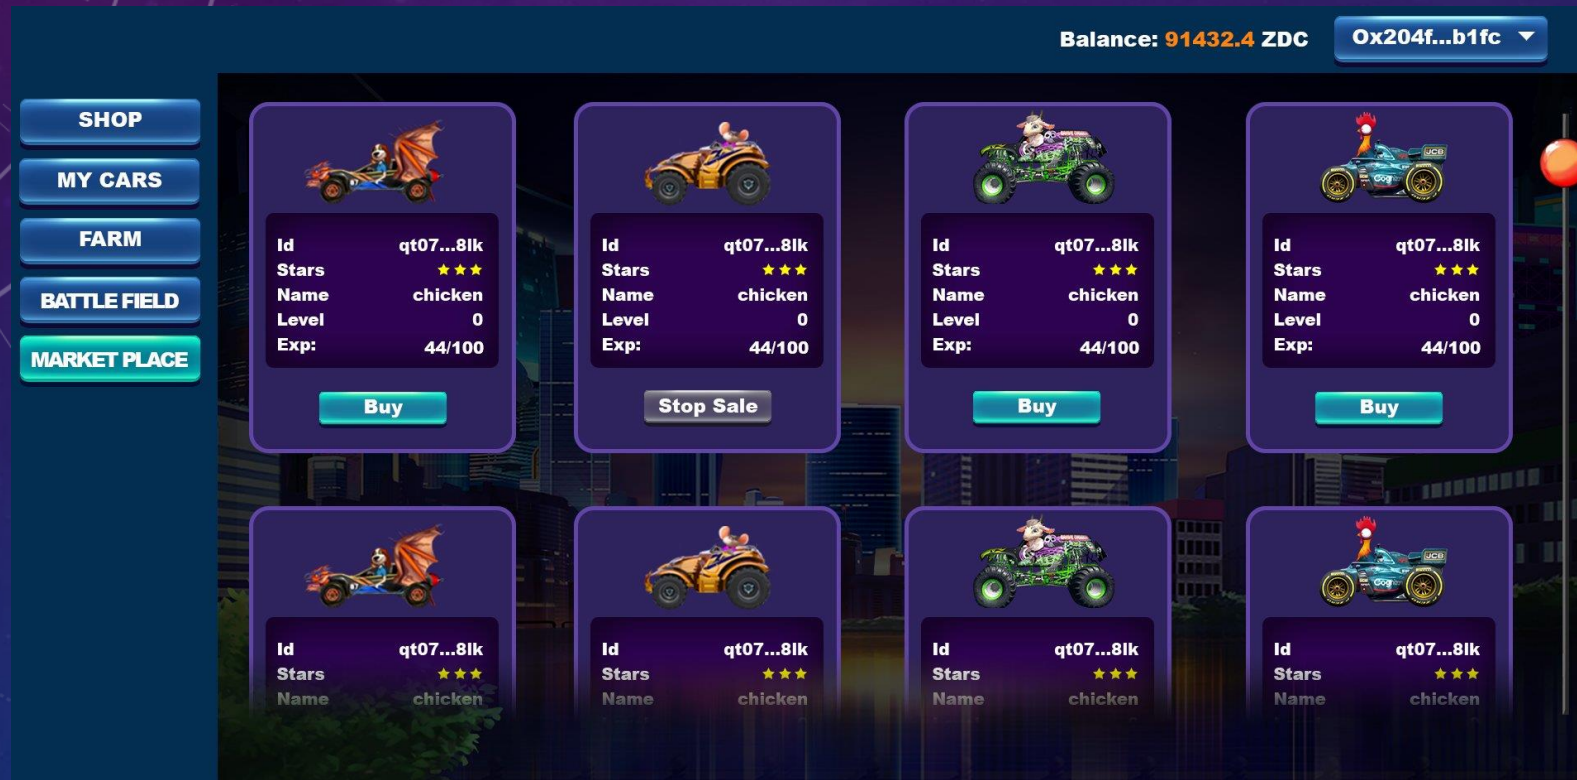 Balance: 91432.4 ZDC
Ox204f...b1fc
SHOP
MY CARS
FARM
BATTLE FIELD
MARKET PLACE
Id qt07...8lk
Stars ★★★
Name chicken
Level 0
Exp: 44/100
Buy
Id qt07...8lk
Stars ★★★
Name chicken
Level 0
Exp: 44/100
Stop Sale
Id qt07...8lk
Stars ★★★
Name chicken
Level 0
Exp: 44/100
Buy
JCB
Id qt07...8lk
Stars ★★★
Name chicken
Level 0
Exp: 44/100
Buy
Id qt07...8lk
Stars ★★★
Name chicken
Id qt07...8lk
Stars ★★★
Name chicken
Id qt07...8lk
Stars ★★★
Name chicken
JCB
Id qt07...8lk
Stars ★★★
Name chicken